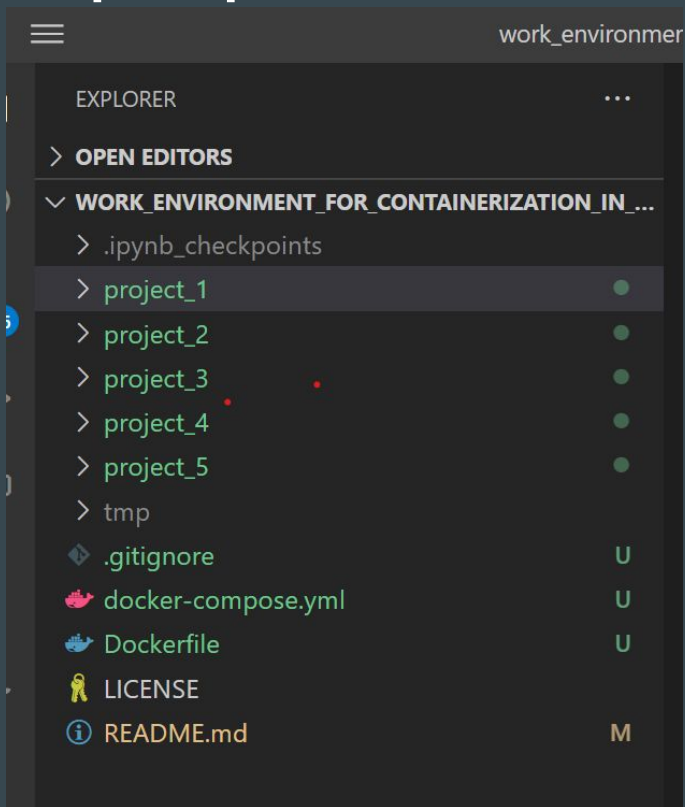 work_environmer
EXPLORER ...
OPEN EDITORS
WORK_ENVIRONMENT_FOR_CONTAINERIZATION_IN_...
.ipynb_checkpoints
project_1
project_2
project_3
project_4
project_5
tmp
.gitignore U
docker-compose.yml U
Dockerfile U
LICENSE
README.md M